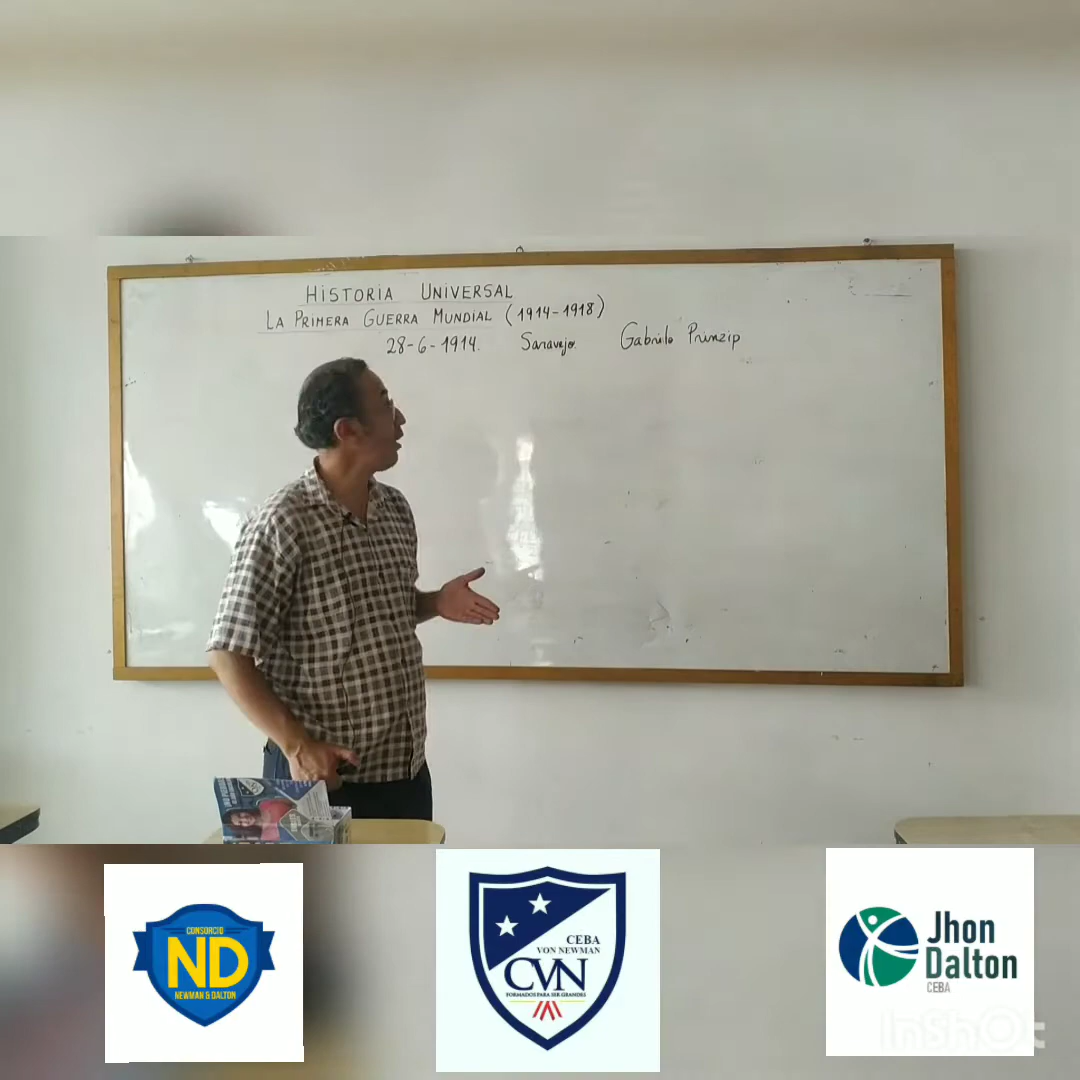 HISTORIA UNIVERSAL
LA PRIMERA GUERRA MUNDIAL (1914-1918)
28-6-1914. Saravejo. Gabrilo Prinzip
CONSORCIO
ND
NEWMAN & DALTON
CEBA
VON NEWMAN
CVN
FORMADOS PARA SER GRANDES
Jhon
Dalton
CEBA
InShOt